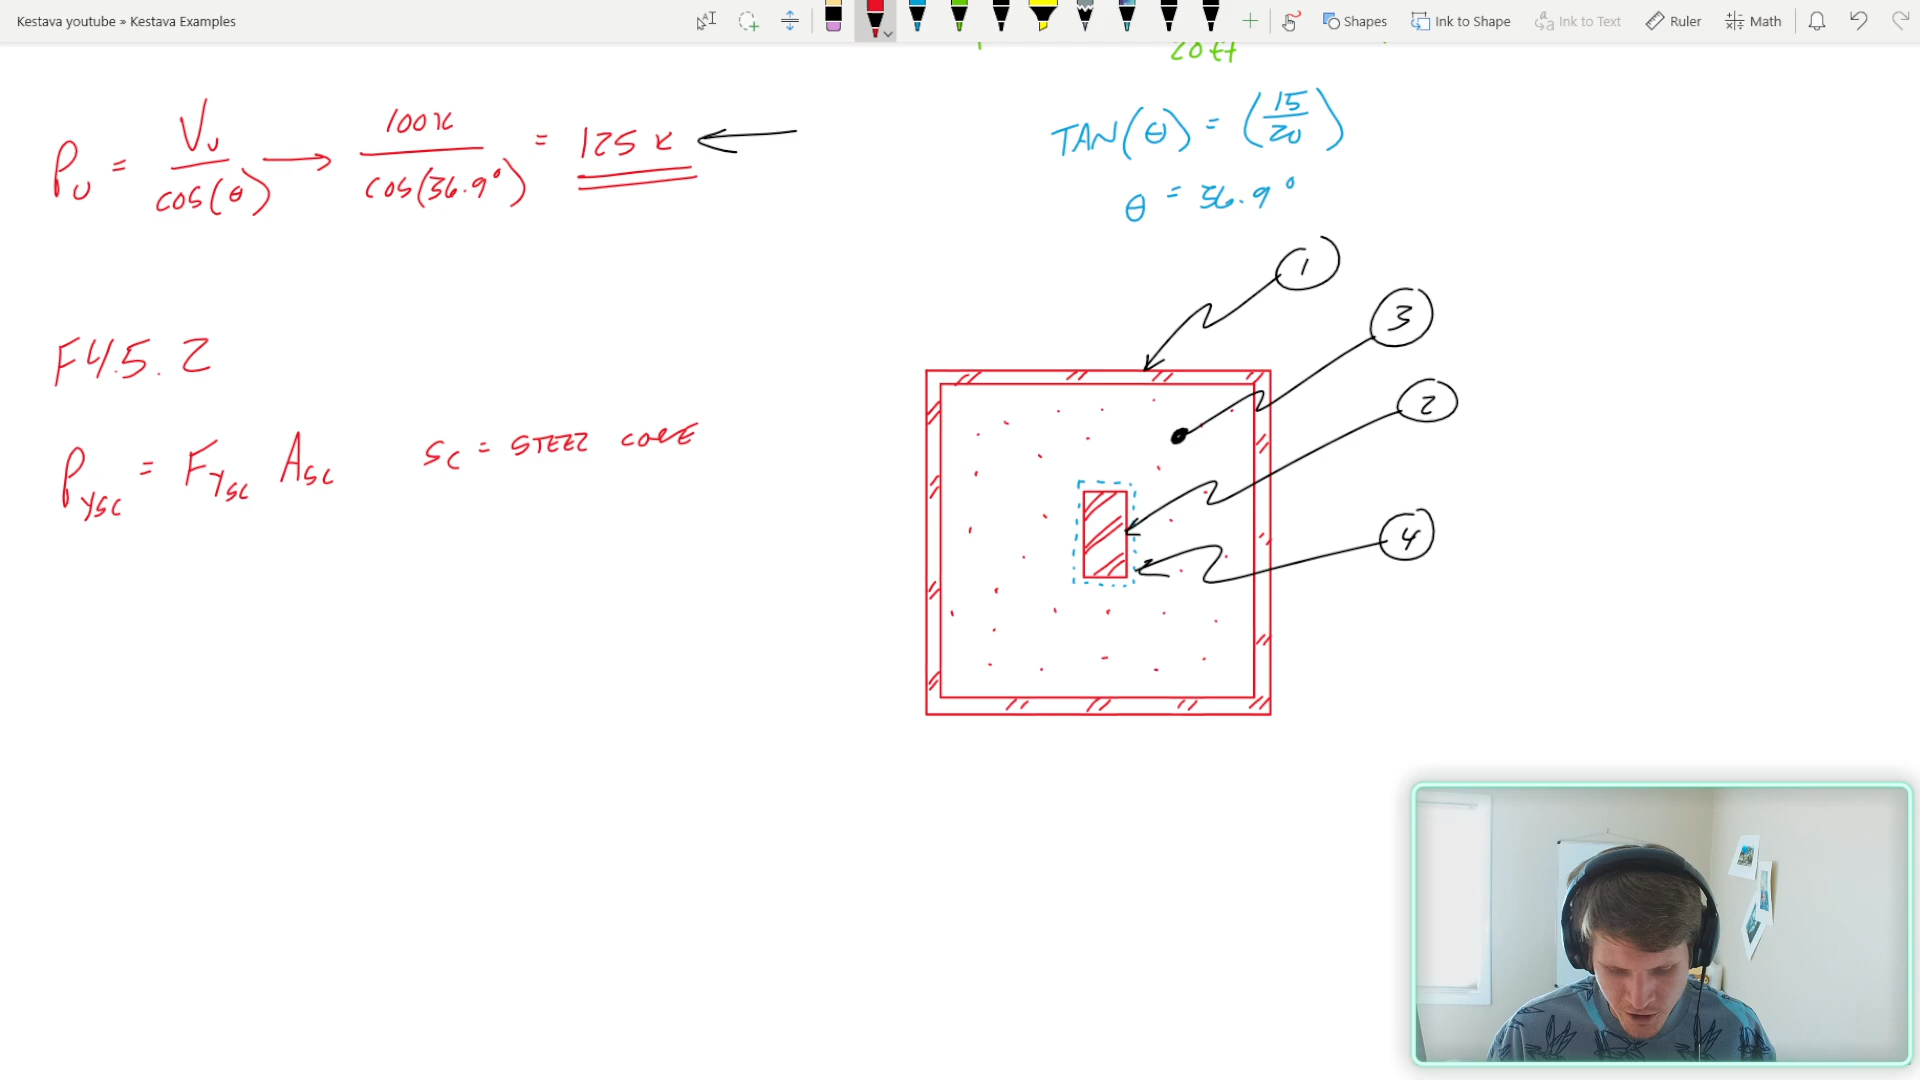 Kestava youtube » Kestava Examples
Shapes
Ink to Shape
Ink to Text
Ruler
Math
20 ft
Pu = Vu / cos(θ) → 100k / cos(36.9°) = 125 k
TAN(θ) = (15/20)
θ = 36.9°
1
3
F4.5.2
2
Pysc = Fysc Asc
sc = STEEL CORE
4